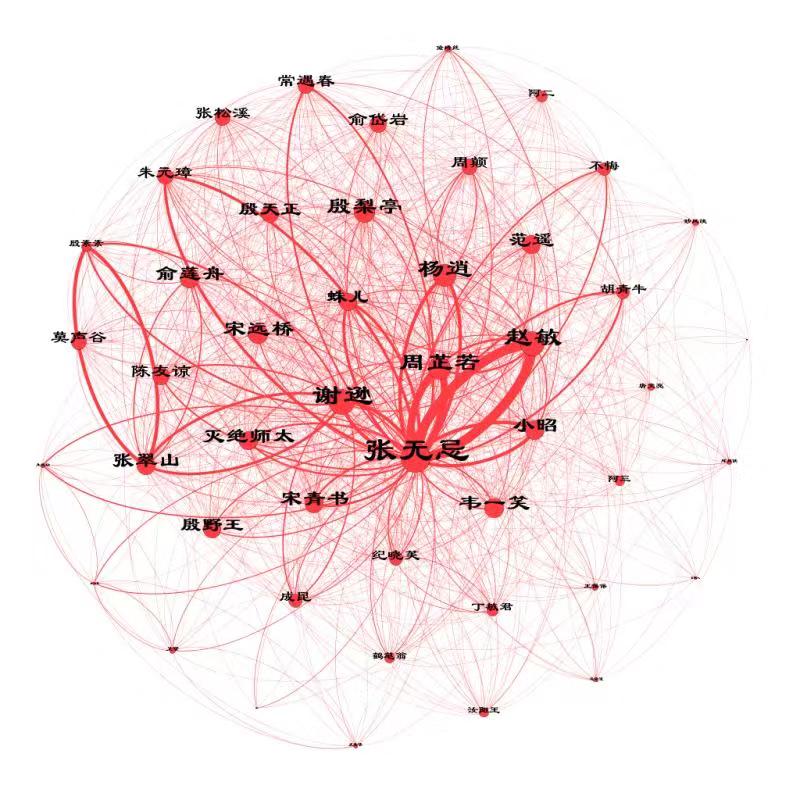 常遇春
阿二
张松溪
俞岱岩
周颠
不悔
朱元璋
殷天正
殷梨亭
范遥
殷素素
俞莲舟
杨逍
胡青牛
蛛儿
莫声谷
宋远桥
赵敏
陈友谅
周芷若
谢逊
灭绝师太
小昭
张翠山
张无忌
阿三
宋青书
韦一笑
殷野王
纪晓芙
成昆
丁敏君
鹤笔翁
汝阳王